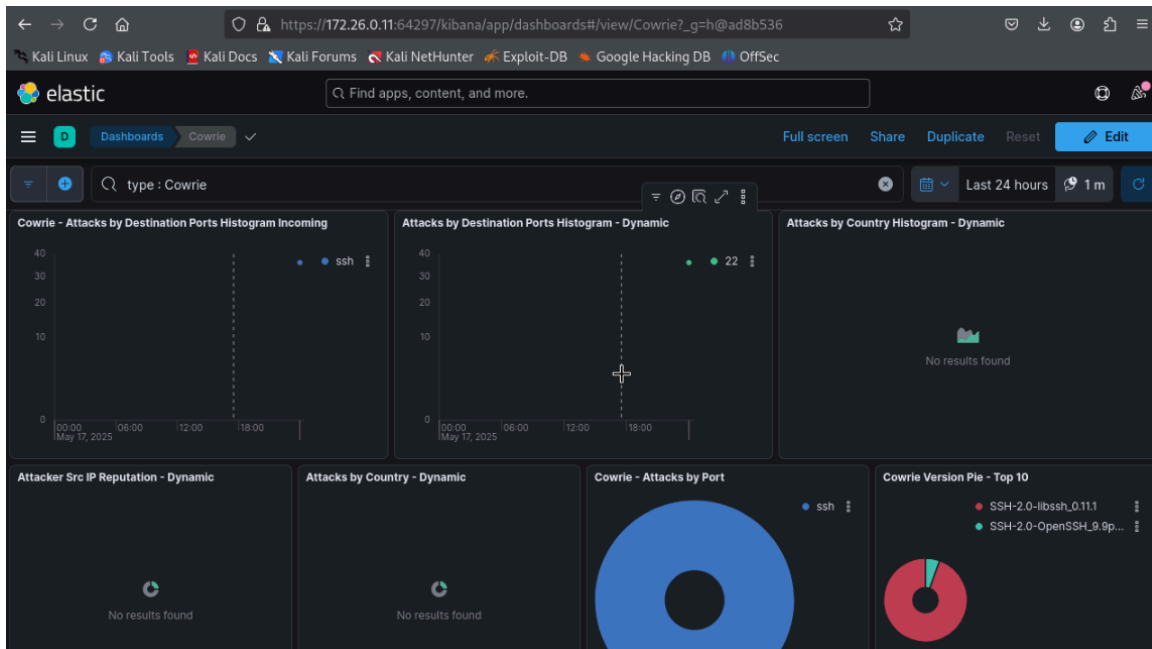 https://172.26.0.11:64297/kibana/app/dashboards#/view/Cowrie?_g=h@ad8b536
Kali Linux Kali Tools Kali Docs Kali Forums Kali NetHunter Exploit-DB Google Hacking DB OffSec
elastic Find apps, content, and more.
D Dashboards Cowrie Full screen Share Duplicate Reset Edit
type : Cowrie Last 24 hours 1 m
Cowrie - Attacks by Destination Ports Histogram Incoming
40
30
20
10
0
00:00 06:00 12:00 18:00
May 17, 2025
ssh
Attacks by Destination Ports Histogram - Dynamic
40
30
20
10
0
00:00 06:00 12:00 18:00
May 17, 2025
22
Attacks by Country Histogram - Dynamic
No results found
Attacker Src IP Reputation - Dynamic
No results found
Attacks by Country - Dynamic
No results found
Cowrie - Attacks by Port
ssh
Cowrie Version Pie - Top 10
SSH-2.0-libssh_0.11.1
SSH-2.0-OpenSSH_9.9p...